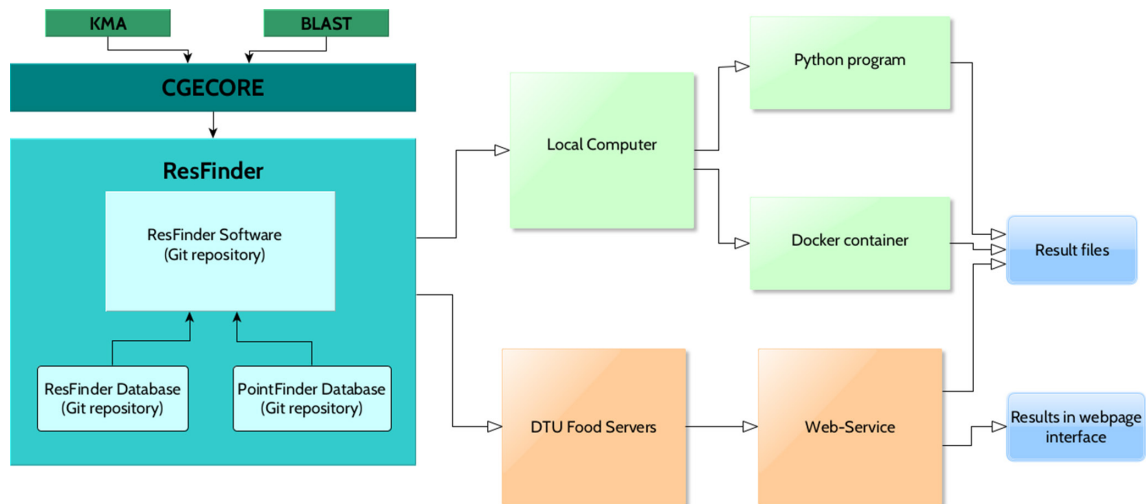 KMA
BLAST
CGECORE
ResFinder
ResFinder Software
(Git repository)
ResFinder Database
(Git repository)
PointFinder Database
(Git repository)
Local Computer
Python program
Docker container
Result files
DTU Food Servers
Web-Service
Results in webpage
interface